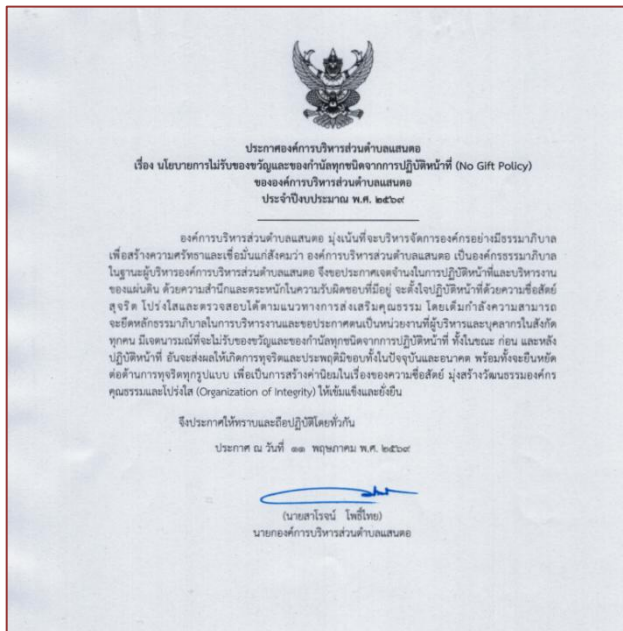 ประกาศองค์การบริหารส่วนตำบลแสนตอ
เรื่อง นโยบายการไม่รับของขวัญและของกำนัลทุกชนิดจากการปฏิบัติหน้าที่ (No Gift Policy)
ขององค์การบริหารส่วนตำบลแสนตอ
ประจำปีงบประมาณ พ.ศ. ๒๕๖๙
องค์การบริหารส่วนตำบลแสนตอ มุ่งเน้นที่จะบริหารจัดการองค์กรอย่างมีธรรมาภิบาล
เพื่อสร้างความศรัทธาและเชื่อมั่นแก่สังคมว่า องค์การบริหารส่วนตำบลแสนตอ เป็นองค์กรธรรมาภิบาล
ในฐานะผู้บริหารองค์การบริหารส่วนตำบลแสนตอ จึงขอประกาศเจตจำนงในการปฏิบัติหน้าที่และบริหารงาน
ของแผ่นดิน ด้วยความสำนึกและตระหนักในความรับผิดชอบที่มีอยู่ จะตั้งใจปฏิบัติหน้าที่ด้วยความซื่อสัตย์
สุจริต โปร่งใสและตรวจสอบได้ตามแนวทางการส่งเสริมคุณธรรม โดยเต็มกำลังความสามารถ
จะยึดหลักธรรมาภิบาลในการบริหารงานและขอประกาศตนเป็นหน่วยงานที่ผู้บริหารและบุคลากรในสังกัด
ทุกคน มีเจตนารมณ์ที่จะไม่รับของขวัญและของกำนัลทุกชนิดจากการปฏิบัติหน้าที่ ทั้งในขณะ ก่อน และหลัง
ปฏิบัติหน้าที่ อันจะส่งผลให้เกิดการทุจริตและประพฤติมิชอบทั้งในปัจจุบันและอนาคต พร้อมทั้งจะยืนหยัด
ต่อต้านการทุจริตทุกรูปแบบ เพื่อเป็นการสร้างค่านิยมในเรื่องของความซื่อสัตย์ มุ่งสร้างวัฒนธรรมองค์กร
คุณธรรมและโปร่งใส (Organization of Integrity) ให้เข้มแข็งและยั่งยืน
จึงประกาศให้ทราบและถือปฏิบัติโดยทั่วกัน
ประกาศ ณ วันที่ ๑๑ พฤษภาคม พ.ศ. ๒๕๖๙
(นายสาโรจน์ โพธิ์ไทย)
นายกองค์การบริหารส่วนตำบลแสนตอ